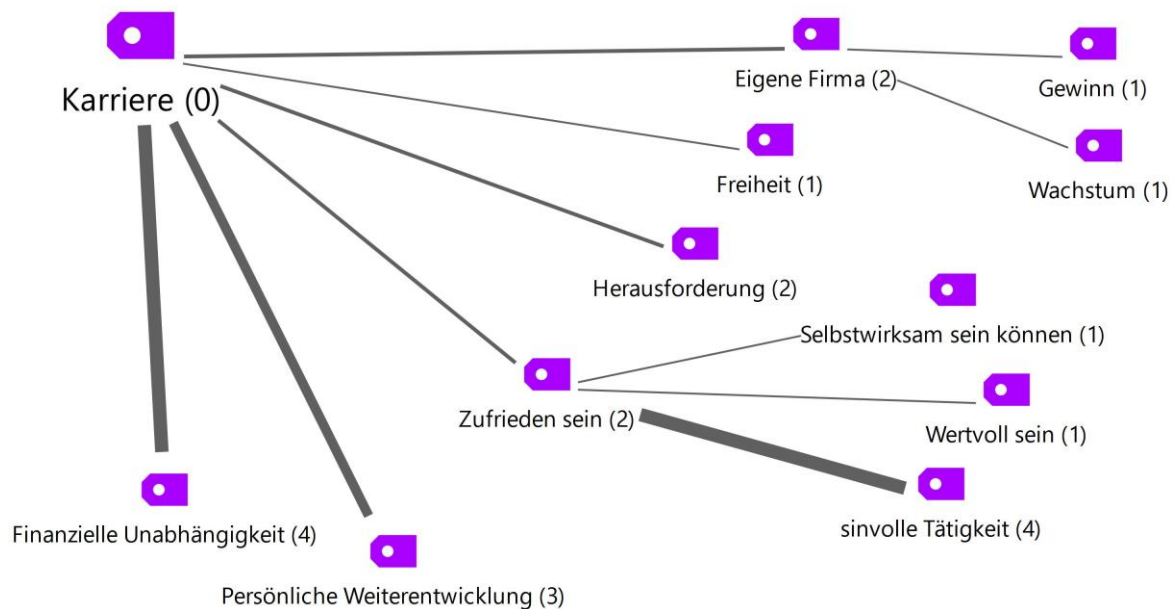 Karriere (0)
Eigene Firma (2)
Gewinn (1)
Freiheit (1)
Wachstum (1)
Herausforderung (2)
Selbstwirksam sein können (1)
Zufrieden sein (2)
Wertvoll sein (1)
Finanzielle Unabhängigkeit (4)
sinvolle Tätigkeit (4)
Persönliche Weiterentwicklung (3)